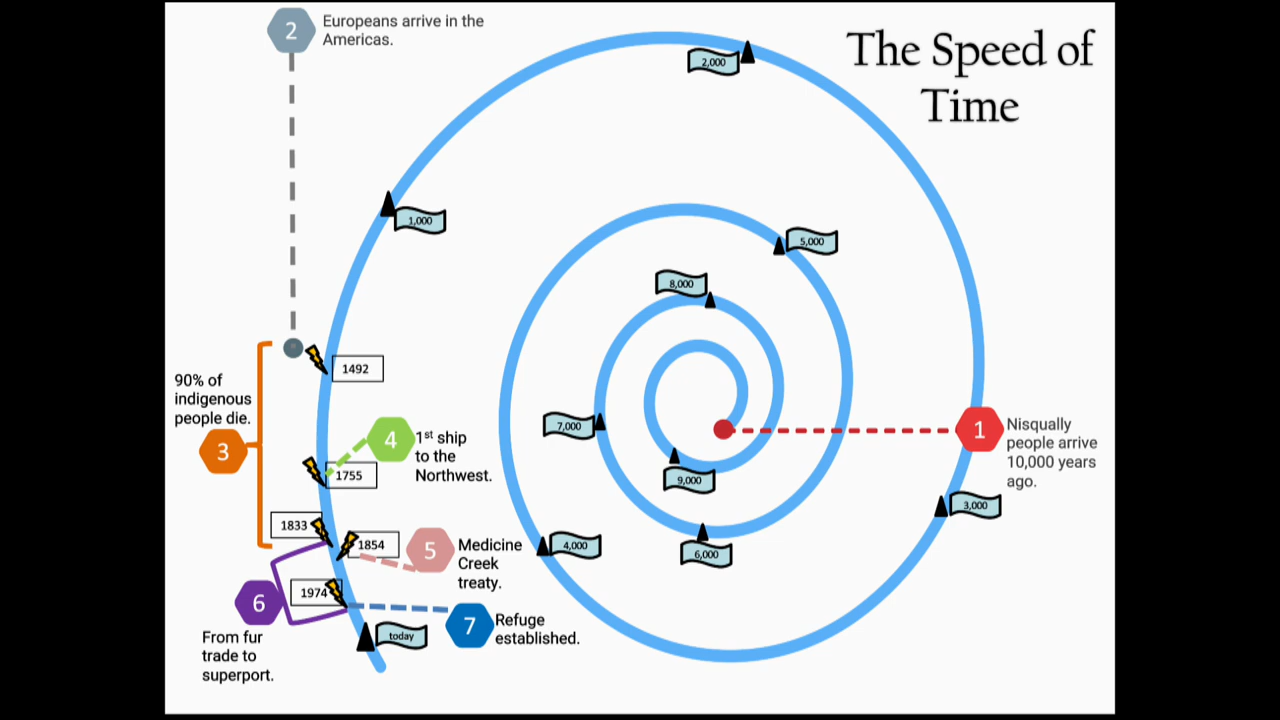 The Speed of
Time
2
Europeans arrive in the
Americas.
2,000
1,000
5,000
8,000
1492
90% of
indigenous
people die.
3
4
1st ship
to the
Northwest.
1755
7,000
9,000
1
Nisqually
people arrive
10,000 years
ago.
3,000
1833
1854
5
Medicine
Creek
treaty.
4,000
6,000
1974
6
From fur
trade to
superport.
today
7
Refuge
established.